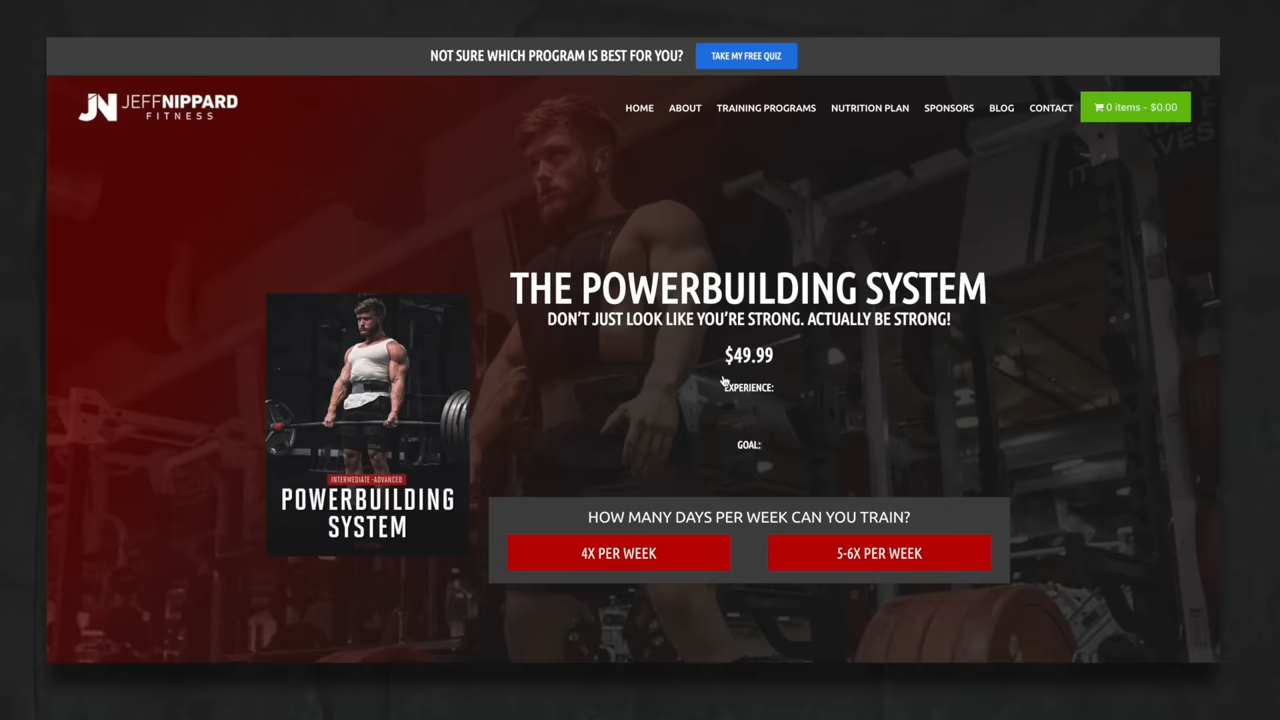 NOT SURE WHICH PROGRAM IS BEST FOR YOU?
TAKE MY FREE QUIZ
JN JEFFNIPPARD
FITNESS
HOME ABOUT TRAINING PROGRAMS NUTRITION PLAN SPONSORS BLOG CONTACT 0 items - $0.00
VES
THE POWERBUILDING SYSTEM
DON'T JUST LOOK LIKE YOU'RE STRONG. ACTUALLY BE STRONG!
$49.99
EXPERIENCE:
GOAL:
INTERMEDIATE -ADVANCED
POWERBUILDING
SYSTEM
HOW MANY DAYS PER WEEK CAN YOU TRAIN?
4X PER WEEK
5-6X PER WEEK